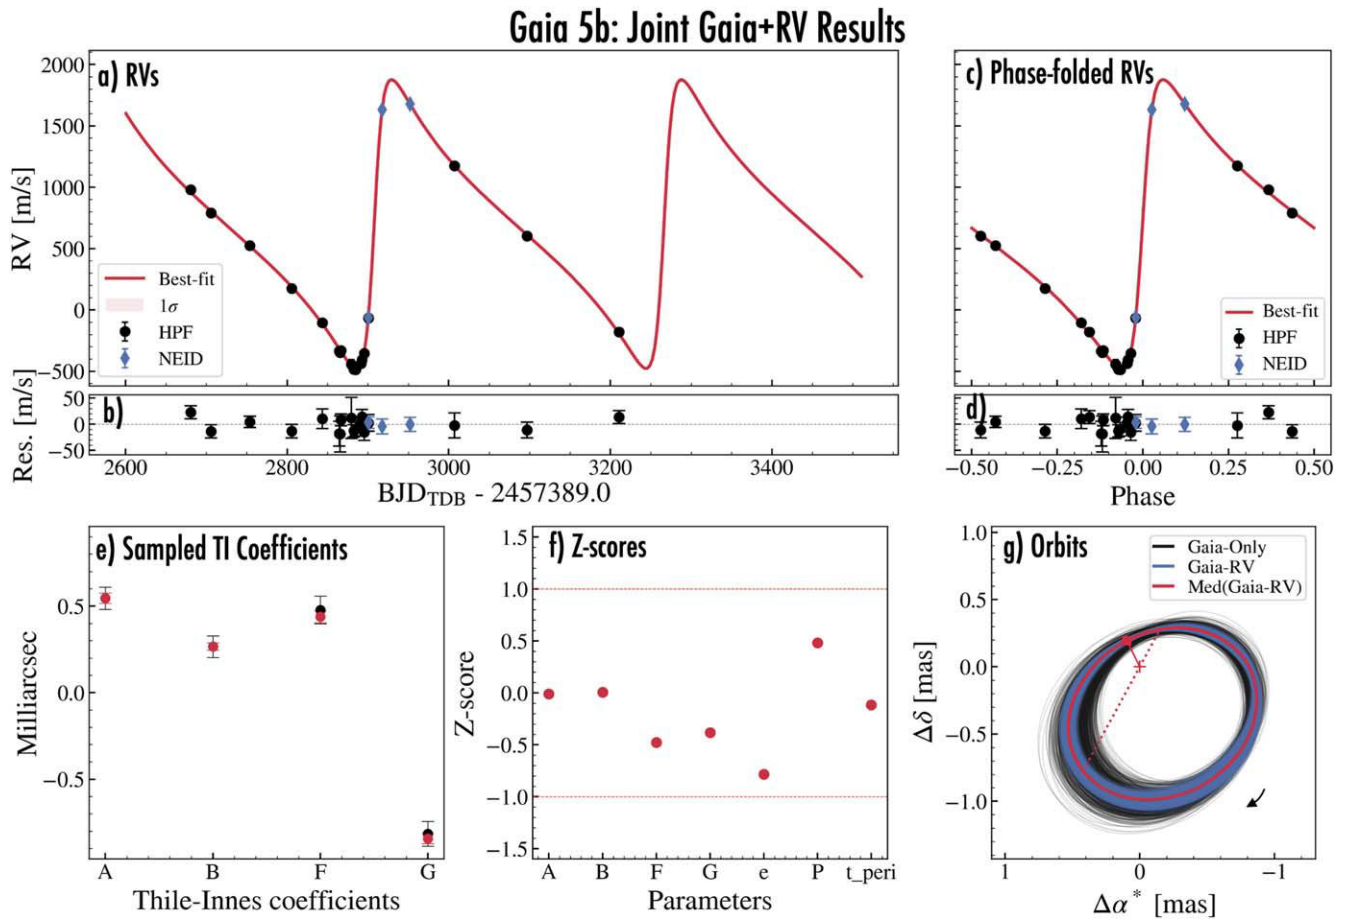 Gaia 5b: Joint Gaia+RV Results
a) RVs
2000
1500
1000
500
0
−500
RV [m/s]
Best-fit
1σ
HPF
NEID
b)
50
0
−50
Res. [m/s]
2600
2800
3000
3200
3400
BJD_TDB - 2457389.0
c) Phase-folded RVs
Best-fit
HPF
NEID
d)
−0.50
−0.25
0.00
0.25
0.50
Phase
e) Sampled TI Coefficients
0.5
0.0
−0.5
Milliarcsec
A
B
F
G
Thile-Innes coefficients
f) Z-scores
1.5
1.0
0.5
0.0
−0.5
−1.0
−1.5
Z-score
A
B
F
G
e
P
t_peri
Parameters
g) Orbits
Gaia-Only
Gaia-RV
Med(Gaia-RV)
1.0
0.5
0.0
−0.5
−1.0
Δδ [mas]
1
0
−1
Δα* [mas]